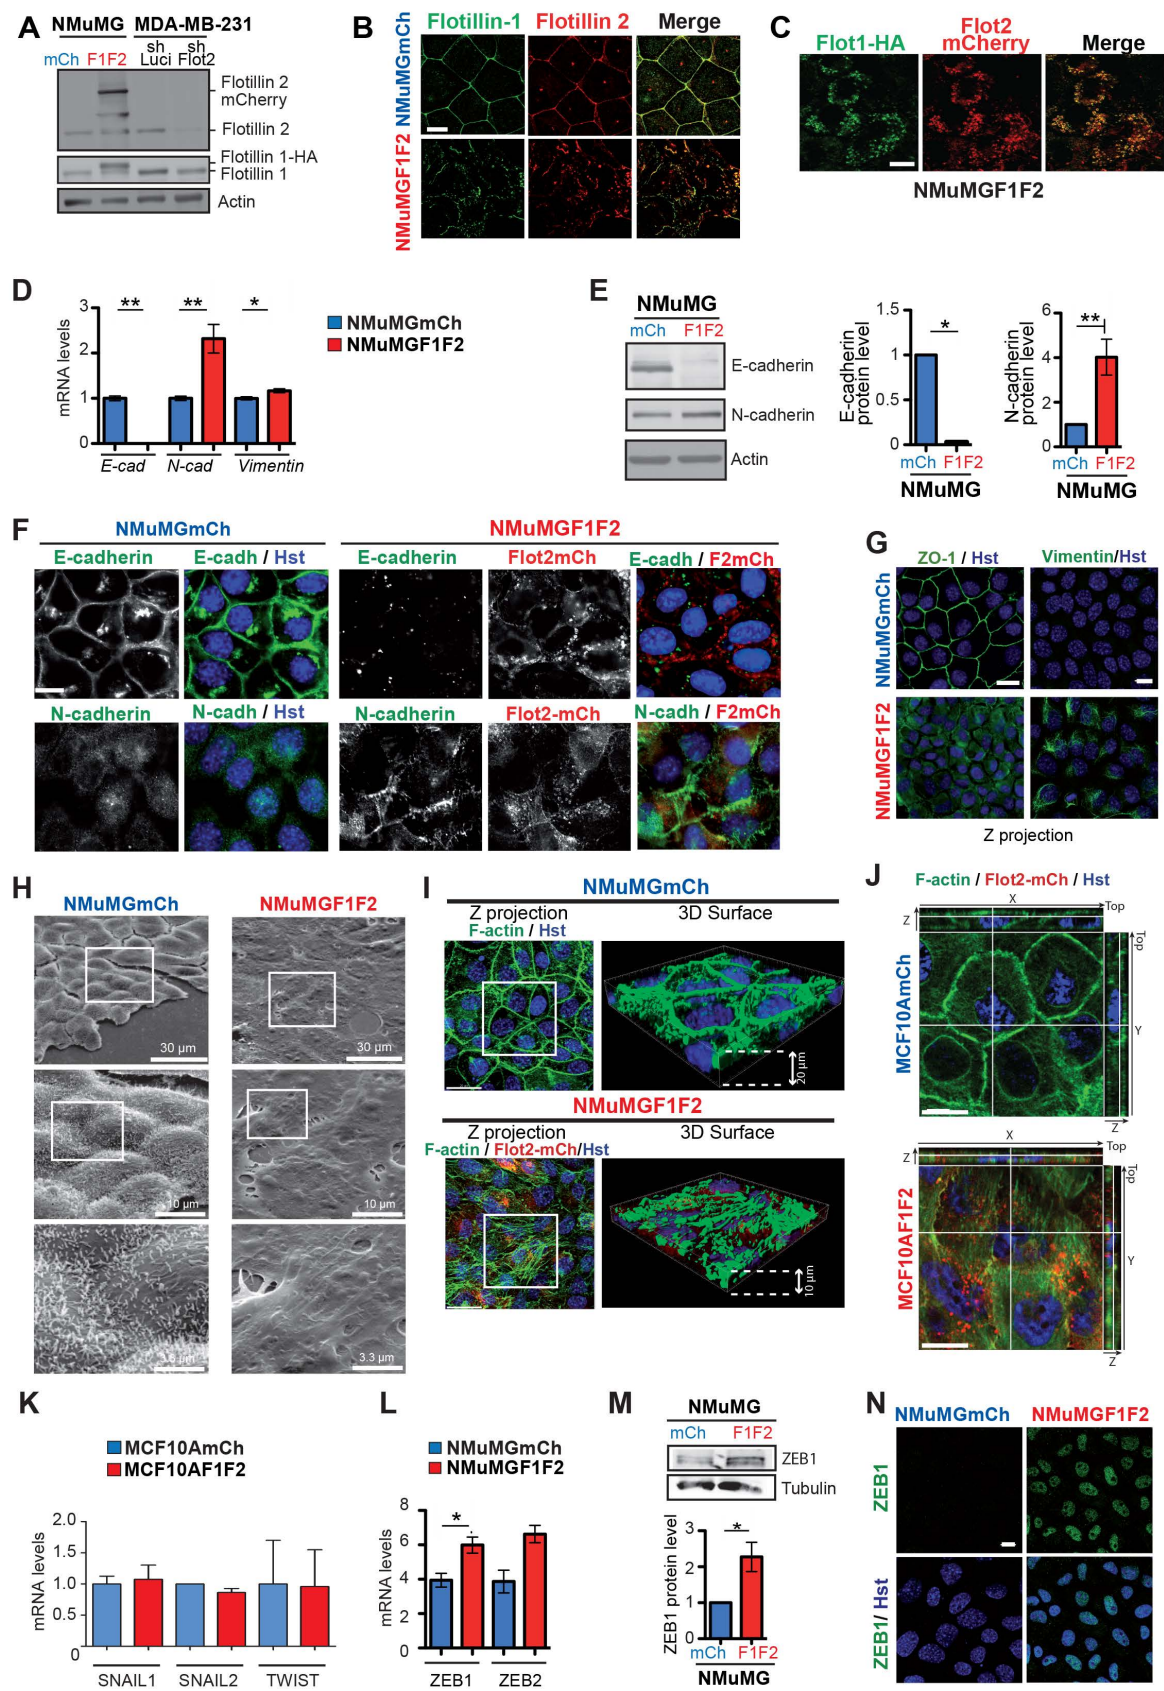 A
NMuMG MDA-MB-231
mCh F1F2 sh Luci sh Flot2
Flotillin 2
mCherry
Flotillin 2
Flotillin 1-HA
Flotillin 1
Actin
B
Flotillin-1 Flotillin 2 Merge
NMuMGmCh
NMuMGF1F2
C
Flot1-HA Flot2 mCherry Merge
NMuMGF1F2
D
mRNA levels
3
2
1
0
** ** *
E-cad N-cad Vimentin
NMuMGmCh
NMuMGF1F2
E
NMuMG
mCh F1F2
E-cadherin
N-cadherin
Actin
E-cadherin
protein level
1.5
1
0.5
0
*
mCh F1F2
NMuMG
N-cadherin
protein level
6
4
2
0
**
mCh F1F2
NMuMG
F
NMuMGmCh NMuMGF1F2
E-cadherin E-cadh / Hst E-cadherin Flot2mCh E-cadh / F2mCh
N-cadherin N-cadh / Hst N-cadherin Flot2-mCh N-cadh / F2mCh
G
ZO-1 / Hst Vimentin/Hst
NMuMGmCh
NMuMGF1F2
Z projection
H
NMuMGmCh NMuMGF1F2
30 µm 30 µm
10 µm 10 µm
3.3 µm
I
NMuMGmCh
Z projection 3D Surface
F-actin / Hst
20 µm
NMuMGF1F2
Z projection 3D Surface
F-actin / Flot2-mCh/Hst
10 µm
J
F-actin / Flot2-mCh / Hst
X
Z
Top
Top
Y
Z
MCF10AmCh
X
Z
Top
Top
Y
Z
MCF10AF1F2
K
MCF10AmCh
MCF10AF1F2
mRNA levels
2.0
1.5
1.0
0.5
0
SNAIL1 SNAIL2 TWIST
L
NMuMGmCh
NMuMGF1F2
mRNA levels
8
6
4
2
0
*
ZEB1 ZEB2
M
NMuMG
mCh F1F2
ZEB1
Tubulin
ZEB1 protein level
3
2
1
0
*
mCh F1F2
NMuMG
N
NMuMGmCh NMuMGF1F2
ZEB1
ZEB1/ Hst